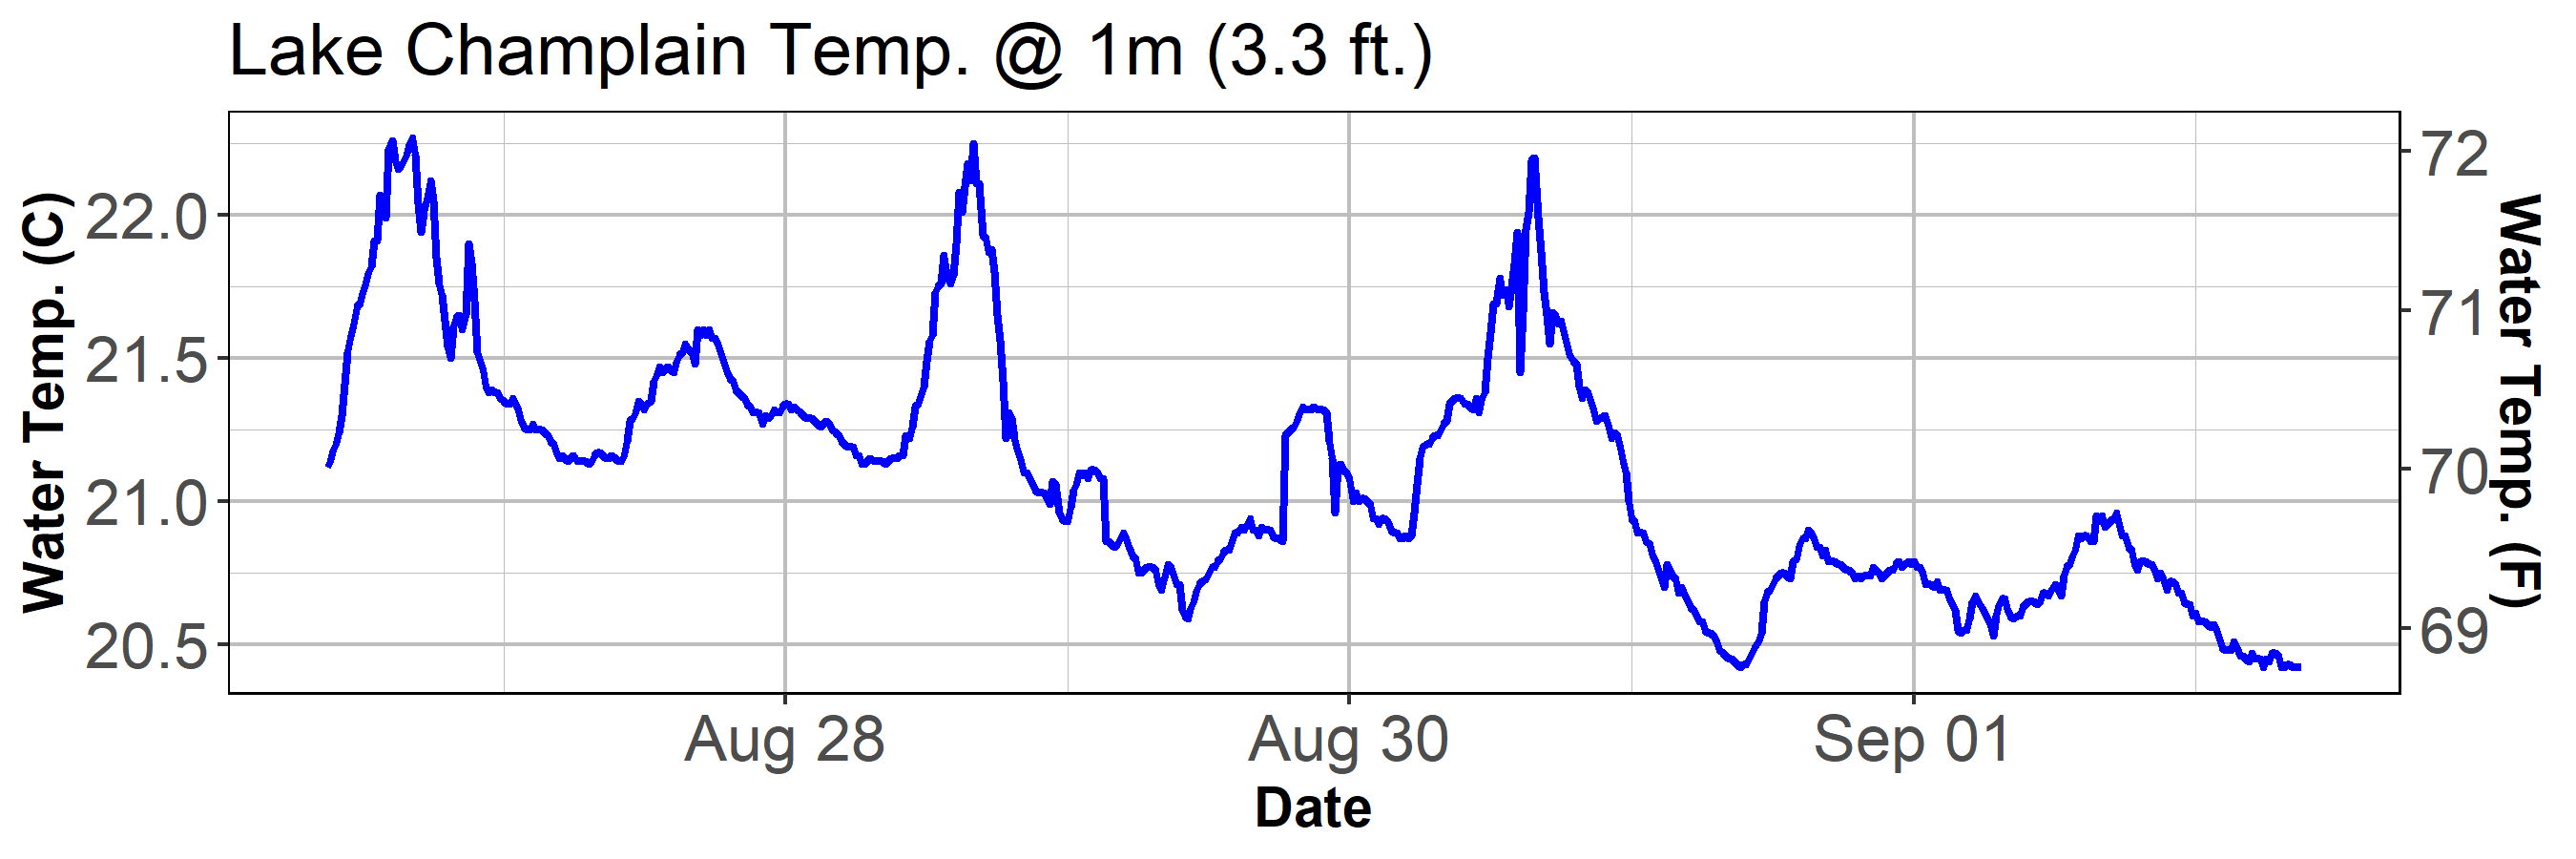 Lake Champlain Temp. @ 1m (3.3 ft.)
Water Temp. (C)
22.0
21.5
21.0
20.5
72
71
70
69
Water Temp. (F)
Aug 28
Aug 30
Sep 01
Date